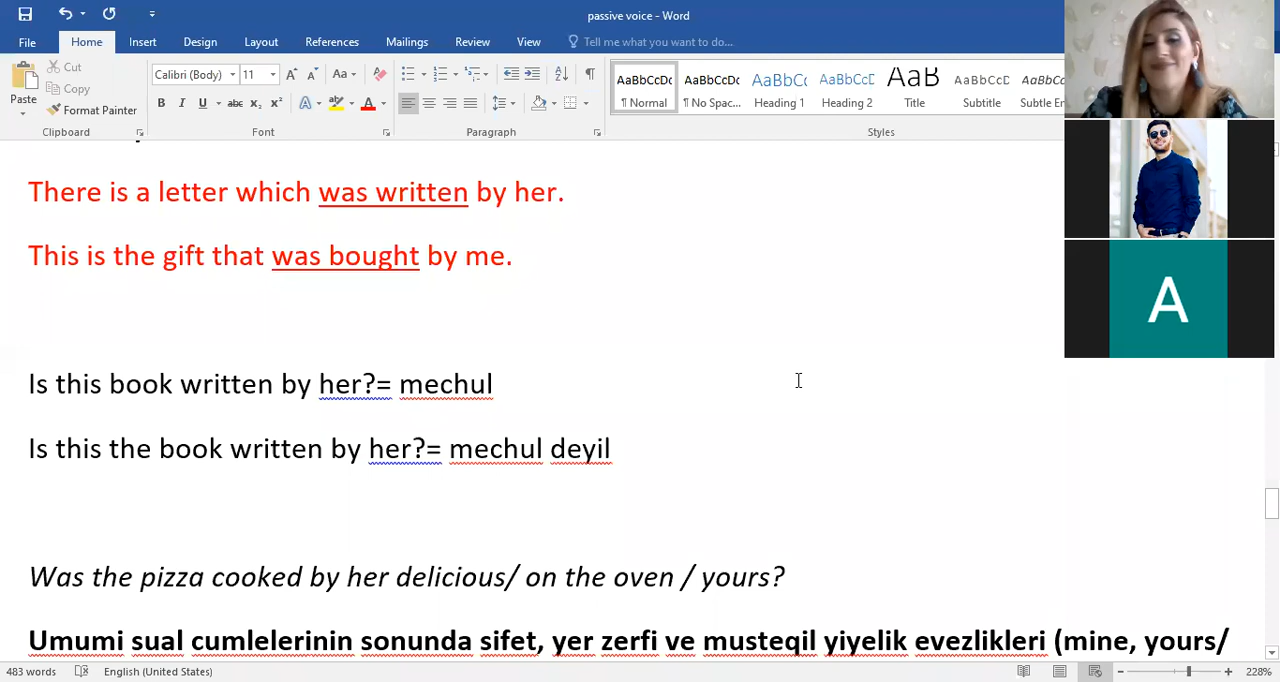 passive voice - Word
File Home Insert Design Layout References Mailings Review View Tell me what you want to do...
Cut
Copy
Paste Format Painter
Clipboard
Calibri (Body) 11
Font
Paragraph
AaBbCcDc AaBbCcDc AaBbCc AaBbCcD AaB AaBbCcD AaBbCcD
¶ Normal ¶ No Spac... Heading 1 Heading 2 Title Subtitle Subtle En
Styles
There is a letter which was written by her.
This is the gift that was bought by me.
A
Is this book written by her?= mechul
Is this the book written by her?= mechul deyil
Was the pizza cooked by her delicious/ on the oven / yours?
Umumi sual cumlelerinin sonunda sifet, yer zerfi ve musteqil yiyelik evezlikleri (mine, yours/
483 words English (United States) 228%